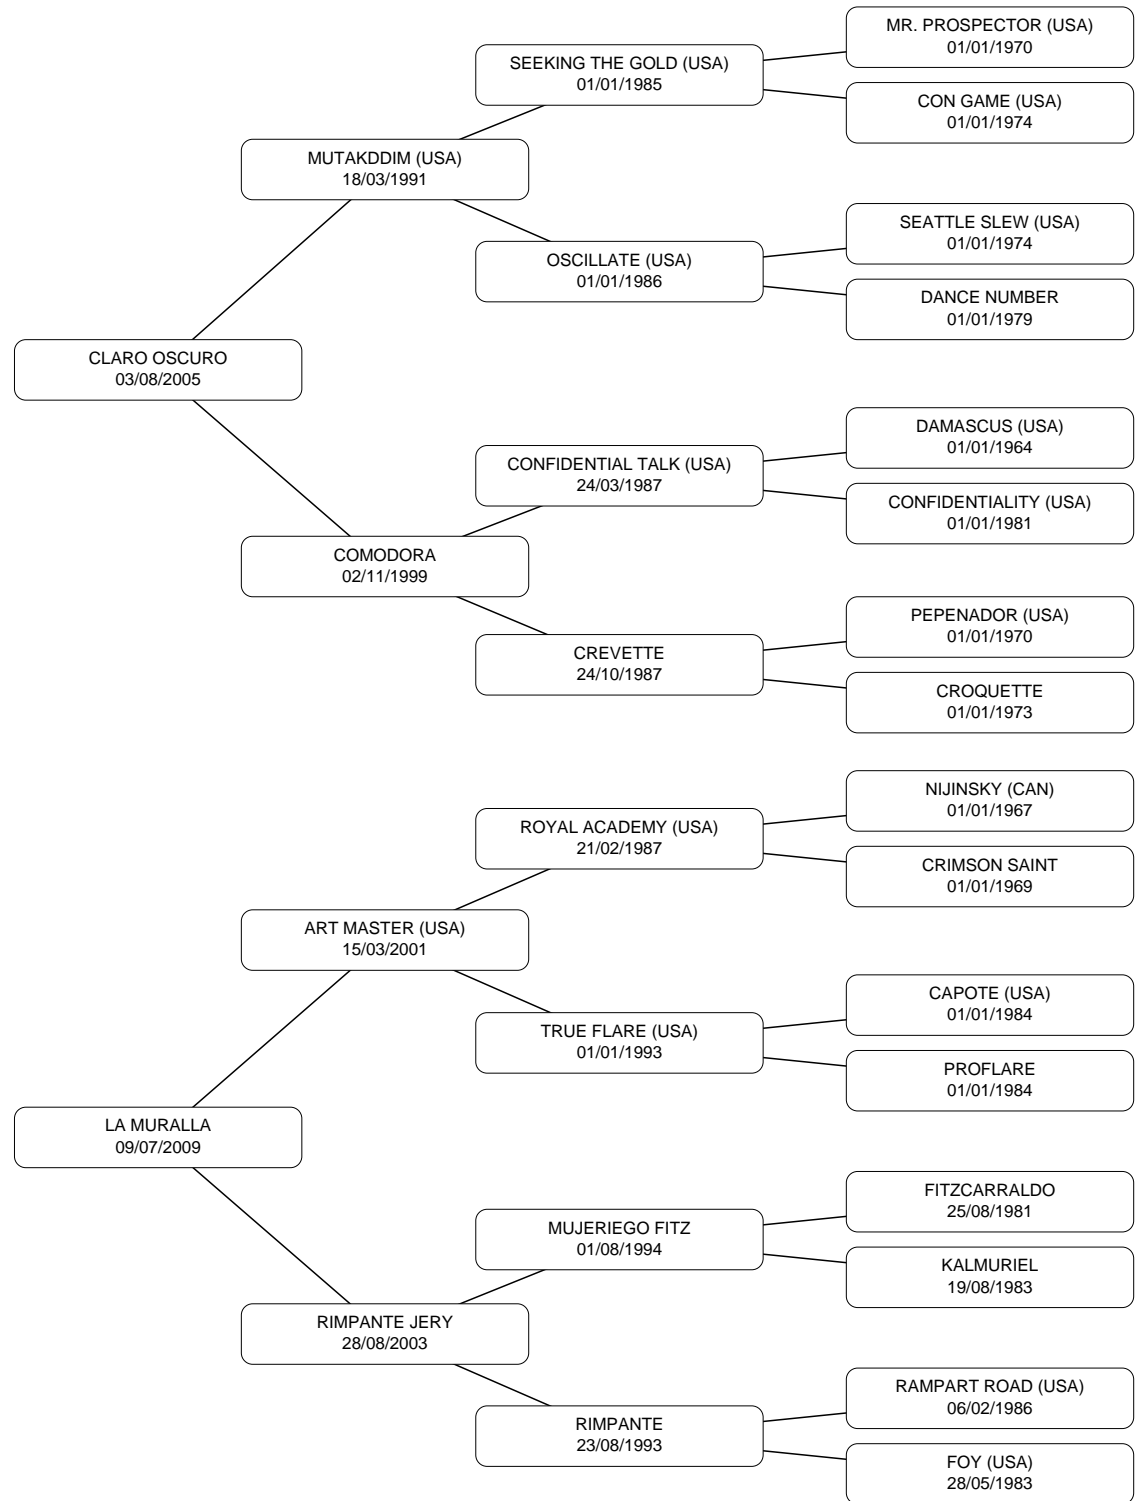 MR. PROSPECTOR (USA)
01/01/1970
SEEKING THE GOLD (USA)
01/01/1985
CON GAME (USA)
01/01/1974
MUTAKDDIM (USA)
18/03/1991
SEATTLE SLEW (USA)
01/01/1974
OSCILLATE (USA)
01/01/1986
DANCE NUMBER
01/01/1979
CLARO OSCURO
03/08/2005
DAMASCUS (USA)
01/01/1964
CONFIDENTIAL TALK (USA)
24/03/1987
CONFIDENTIALITY (USA)
01/01/1981
COMODORA
02/11/1999
PEPENADOR (USA)
01/01/1970
CREVETTE
24/10/1987
CROQUETTE
01/01/1973
NIJINSKY (CAN)
01/01/1967
ROYAL ACADEMY (USA)
21/02/1987
CRIMSON SAINT
01/01/1969
ART MASTER (USA)
15/03/2001
CAPOTE (USA)
01/01/1984
TRUE FLARE (USA)
01/01/1993
PROFLARE
01/01/1984
LA MURALLA
09/07/2009
FITZCARRALDO
25/08/1981
MUJERIEGO FITZ
01/08/1994
KALMURIEL
19/08/1983
RIMPANTE JERY
28/08/2003
RAMPART ROAD (USA)
06/02/1986
RIMPANTE
23/08/1993
FOY (USA)
28/05/1983